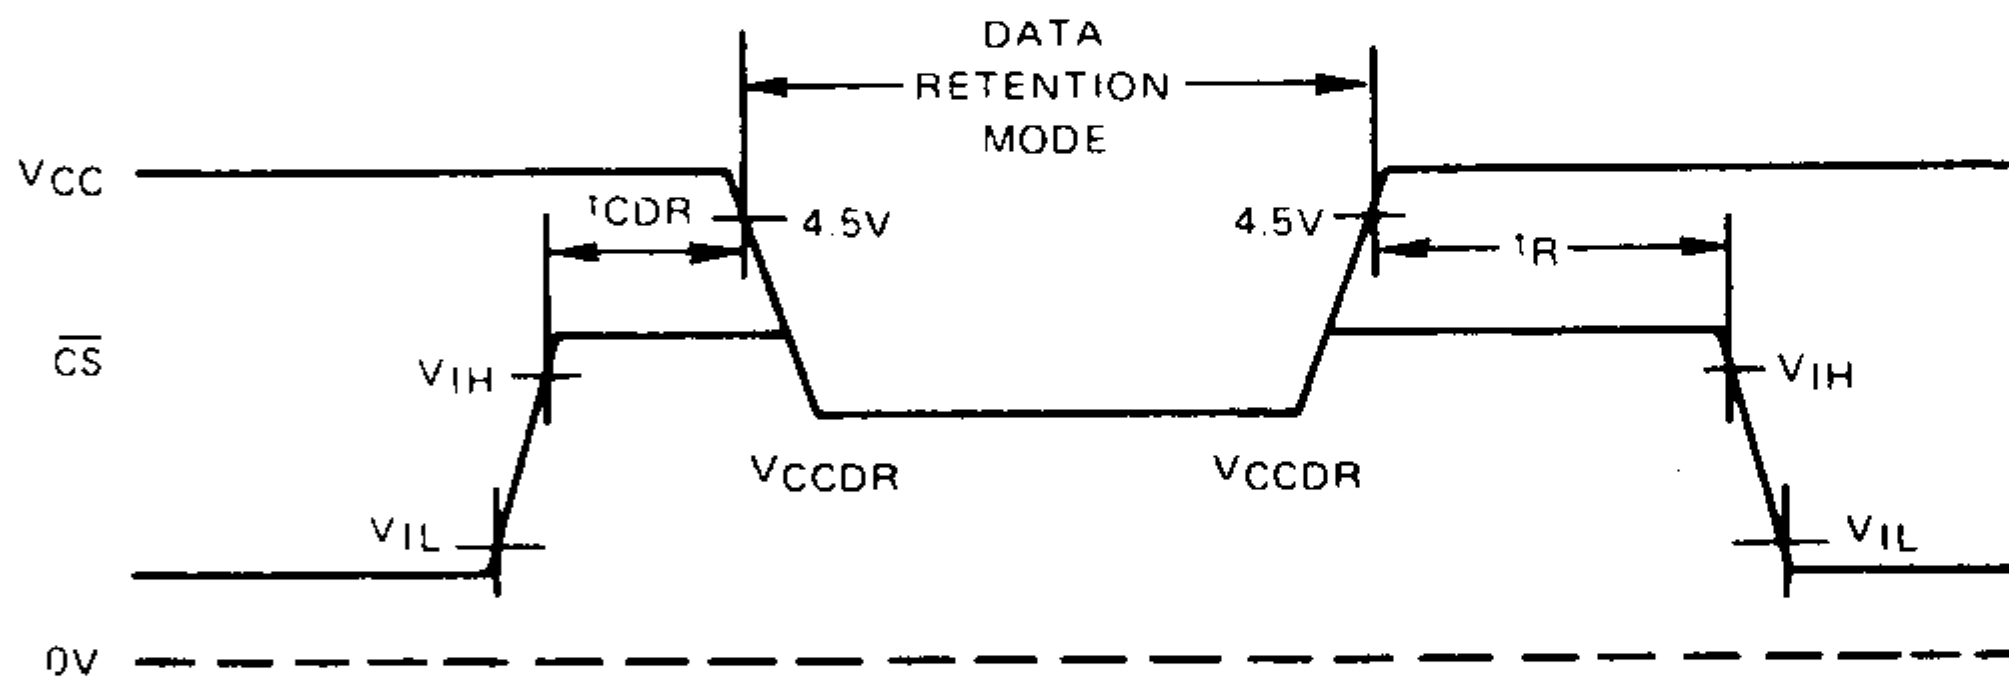 DATA
RETENTION
MODE
VCC
tCDR
4.5V
4.5V
tR
CS
VIH
VIH
VCCDR
VCCDR
VIL
VIL
0V